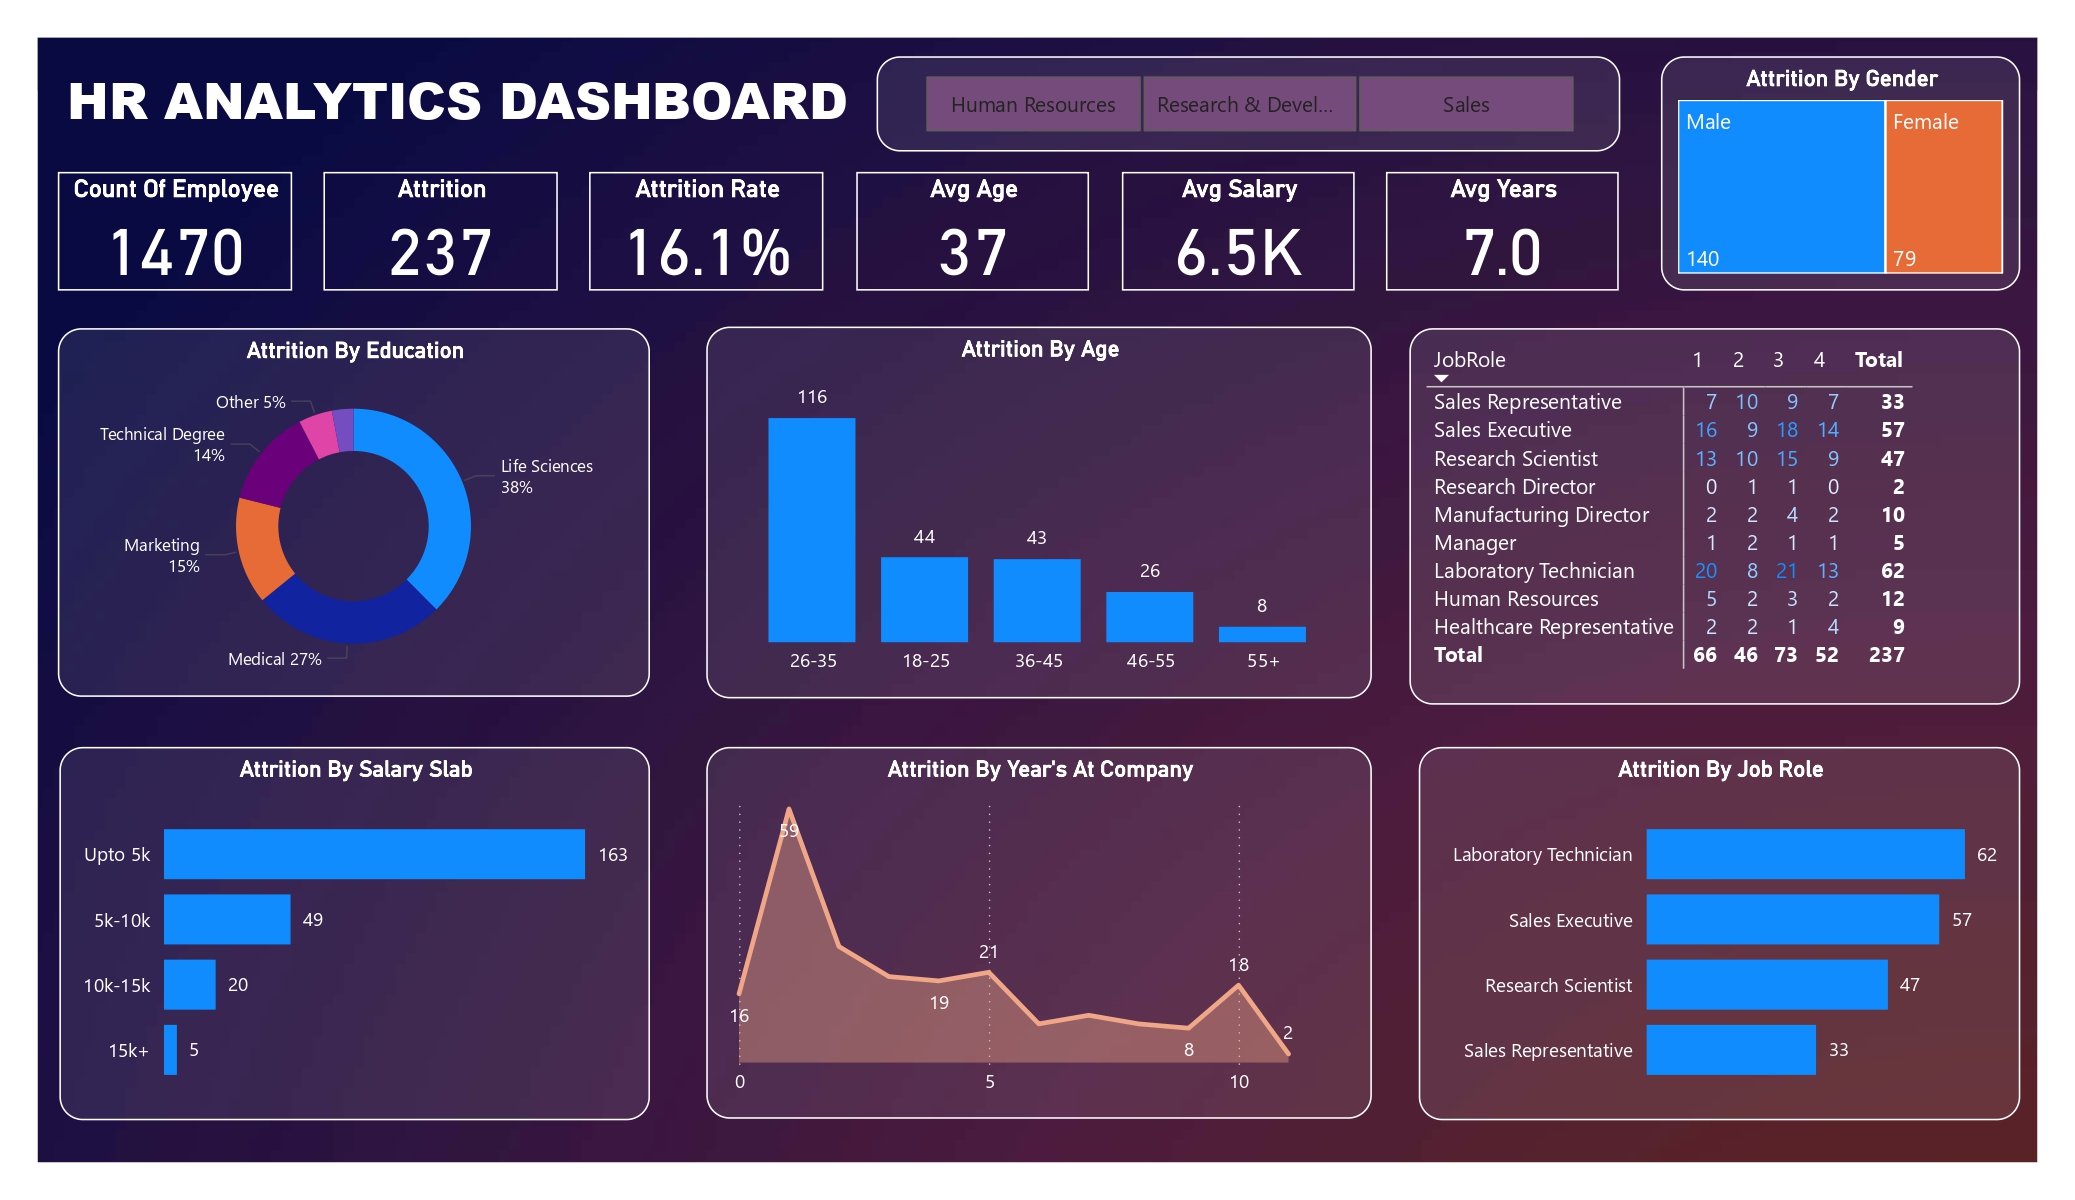 HR ANALYTICS DASHBOARD
Human Resources
Research & Devel...
Sales
Attrition By Gender
Male
Female
140
79
Count Of Employee
1470
Attrition
237
Attrition Rate
16.1%
Avg Age
37
Avg Salary
6.5K
Avg Years
7.0
Attrition By Education
Other 5%
Technical Degree
14%
Life Sciences
38%
Marketing
15%
Medical 27%
Attrition By Age
116
44
43
26
8
26-35 18-25 36-45 46-55 55+
JobRole 1 2 3 4 Total
Sales Representative 7 10 9 7 33
Sales Executive 16 9 18 14 57
Research Scientist 13 10 15 9 47
Research Director 0 1 1 0 2
Manufacturing Director 2 2 4 2 10
Manager 1 2 1 1 5
Laboratory Technician 20 8 21 13 62
Human Resources 5 2 3 2 12
Healthcare Representative 2 2 1 4 9
Total 66 46 73 52 237
Attrition By Salary Slab
Upto 5k 163
5k-10k 49
10k-15k 20
15k+ 5
Attrition By Year's At Company
59
21
18
19
16
2
8
0 5 10
Attrition By Job Role
Laboratory Technician 62
Sales Executive 57
Research Scientist 47
Sales Representative 33